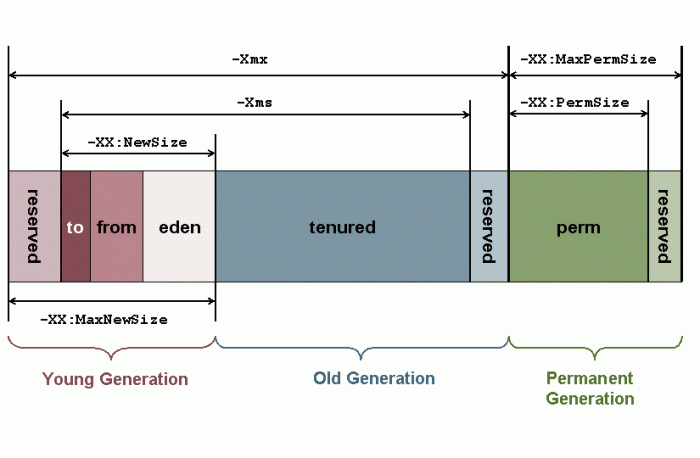 -Xmx
-XX:MaxPermSize
-Xms
-XX:PermSize
-XX:NewSize
reserved
to
from
eden
tenured
reserved
perm
reserved
-XX:MaxNewSize
Young Generation
Old Generation
Permanent
Generation